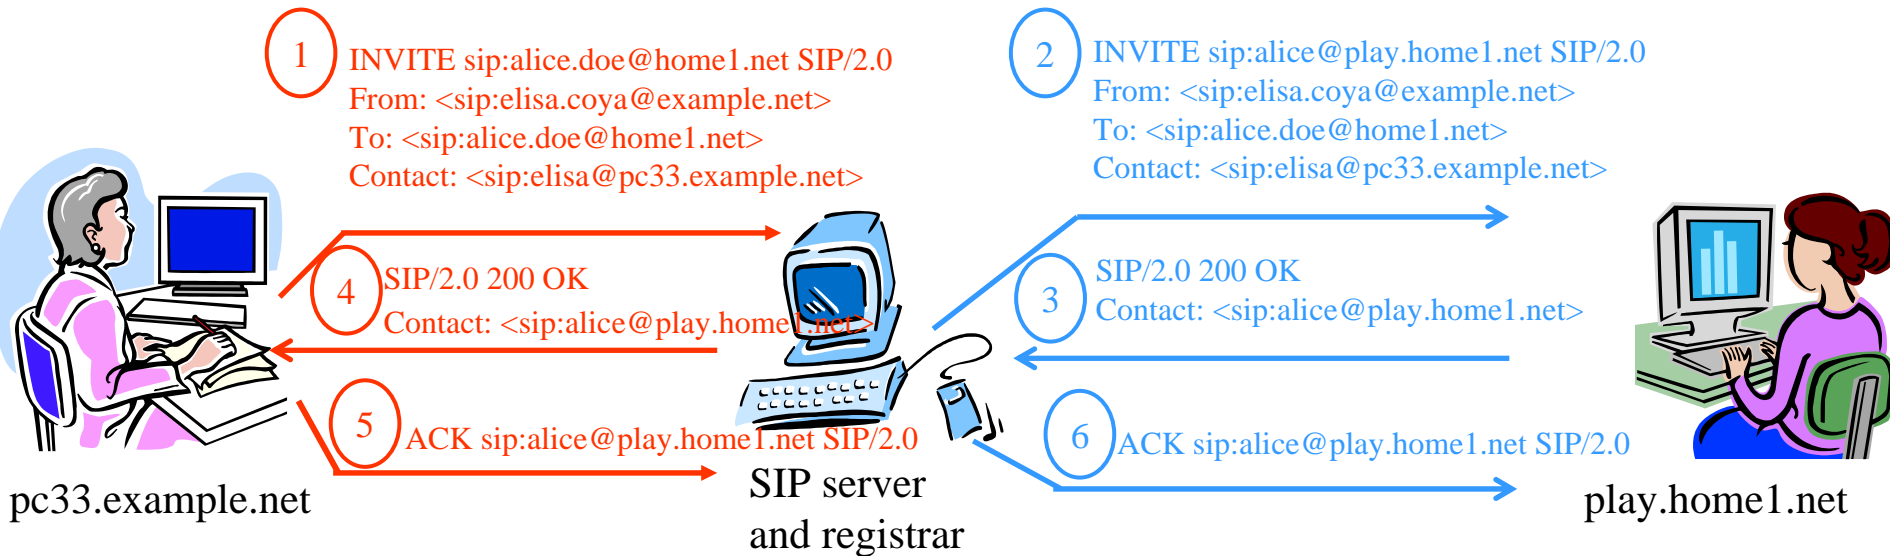 1
INVITE sip:alice.doe@home1.net SIP/2.0
From: <sip:elisa.coya@example.net>
To: <sip:alice.doe@home1.net>
Contact: <sip:elisa@pc33.example.net>
2
INVITE sip:alice@play.home1.net SIP/2.0
From: <sip:elisa.coya@example.net>
To: <sip:alice.doe@home1.net>
Contact: <sip:elisa@pc33.example.net>
4
SIP/2.0 200 OK
Contact: <sip:alice@play.home1.net>
3
SIP/2.0 200 OK
Contact: <sip:alice@play.home1.net>
5
ACK sip:alice@play.home1.net SIP/2.0
6
ACK sip:alice@play.home1.net SIP/2.0
pc33.example.net
SIP server
and registrar
play.home1.net